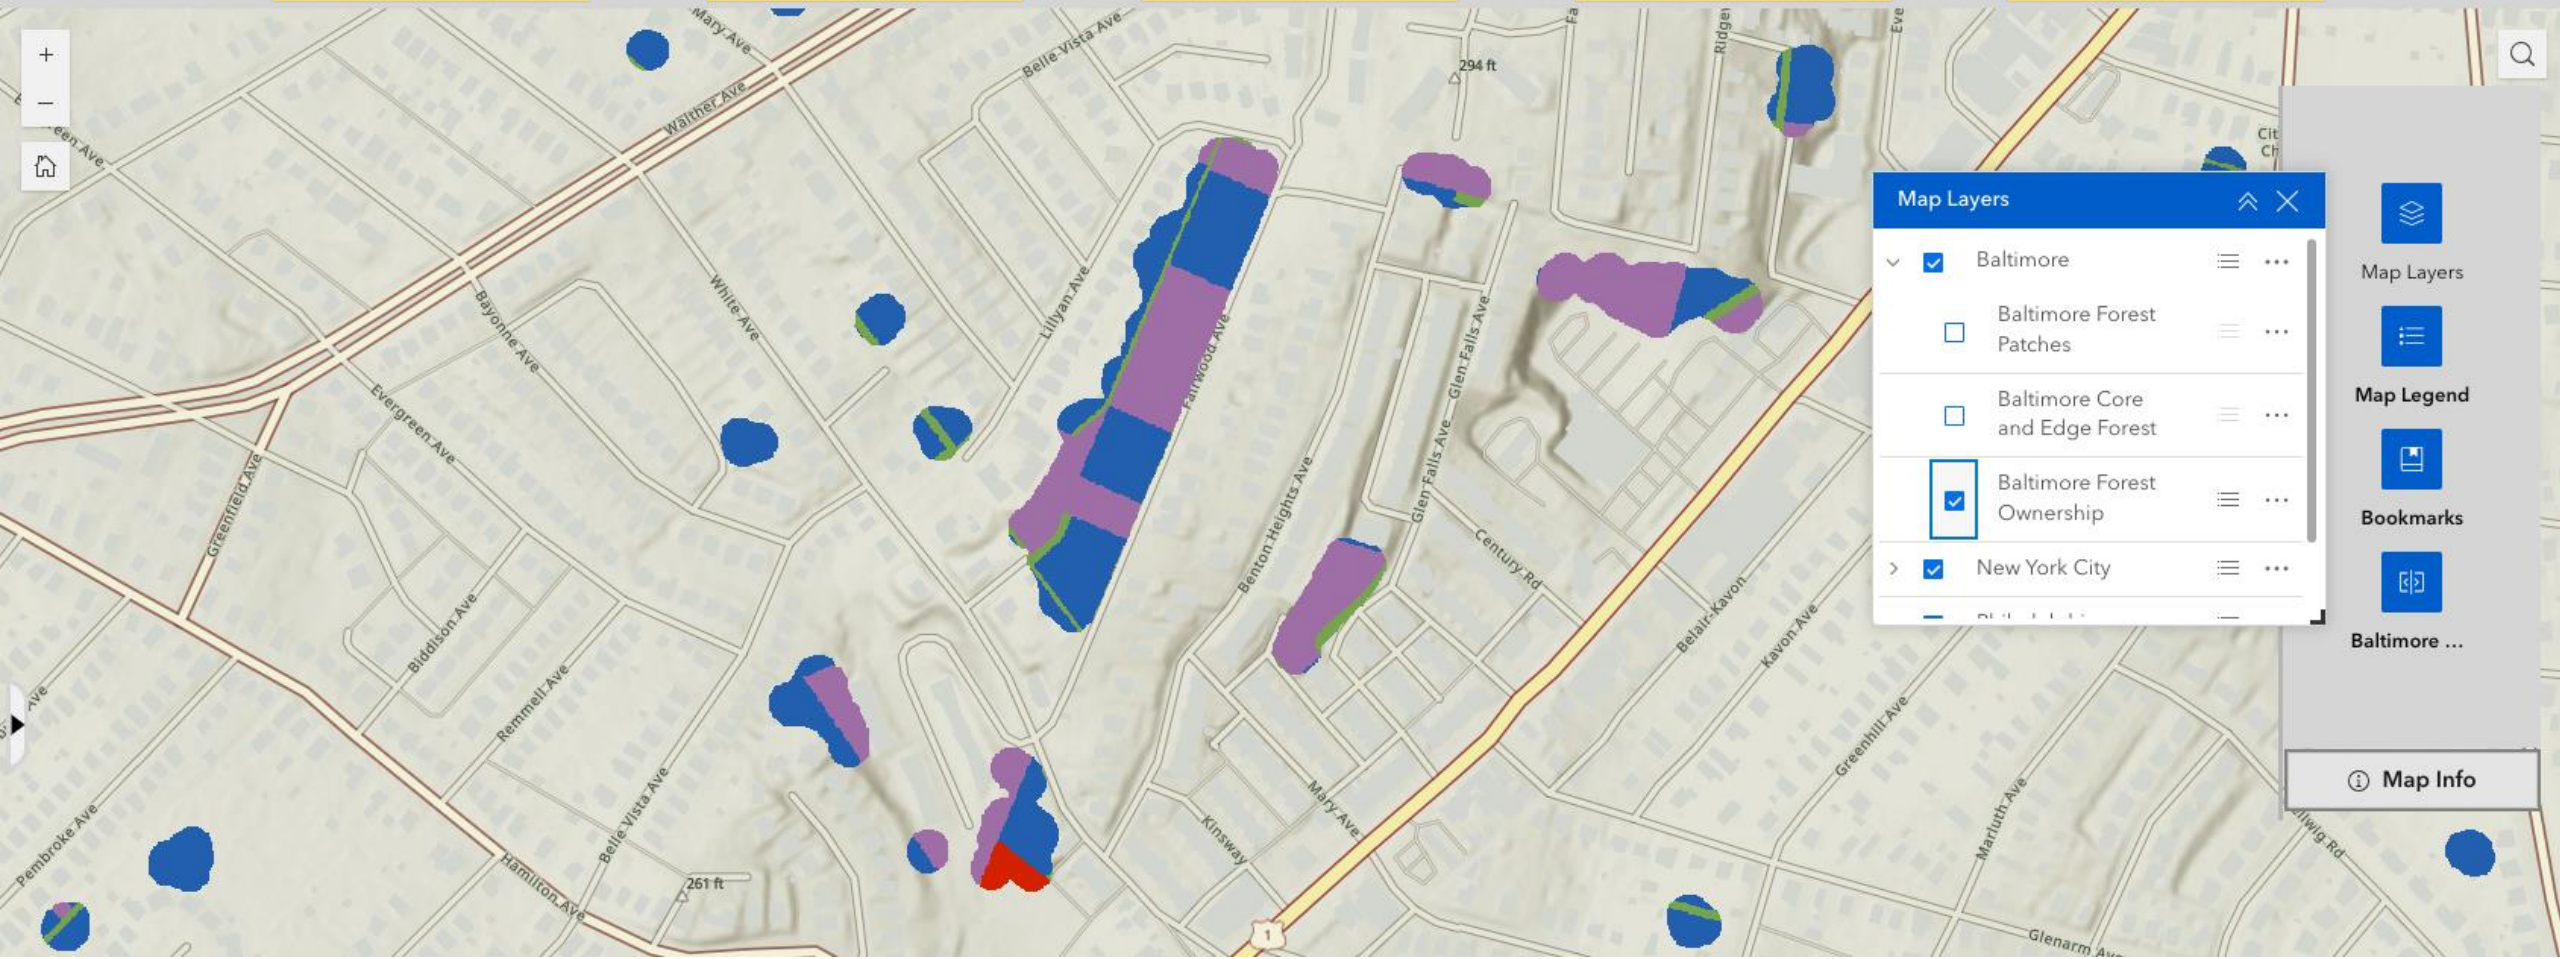 Mary Ave
Belle Vista Ave
Walther Ave
294 ft
Lillyan Ave
White Ave
Bayonne Ave
Evergreen Ave
Greenfield Ave
Fairwood Ave
Glen Falls Ave
Glen Falls Ave
Benton Heights Ave
Century Rd
Belair-Kavon
Kavon Ave
Biddison Ave
Remmell Ave
Belle Vista Ave
Pembroke Ave
Hamilton Ave
261 ft
Kinsway
Mary Ave
1
Greenhill Ave
Marluth Ave
Glenarm Ave
Map Layers
Baltimore
Baltimore Forest
Patches
Baltimore Core
and Edge Forest
Baltimore Forest
Ownership
New York City
Map Layers
Map Legend
Bookmarks
Baltimore ...
Map Info